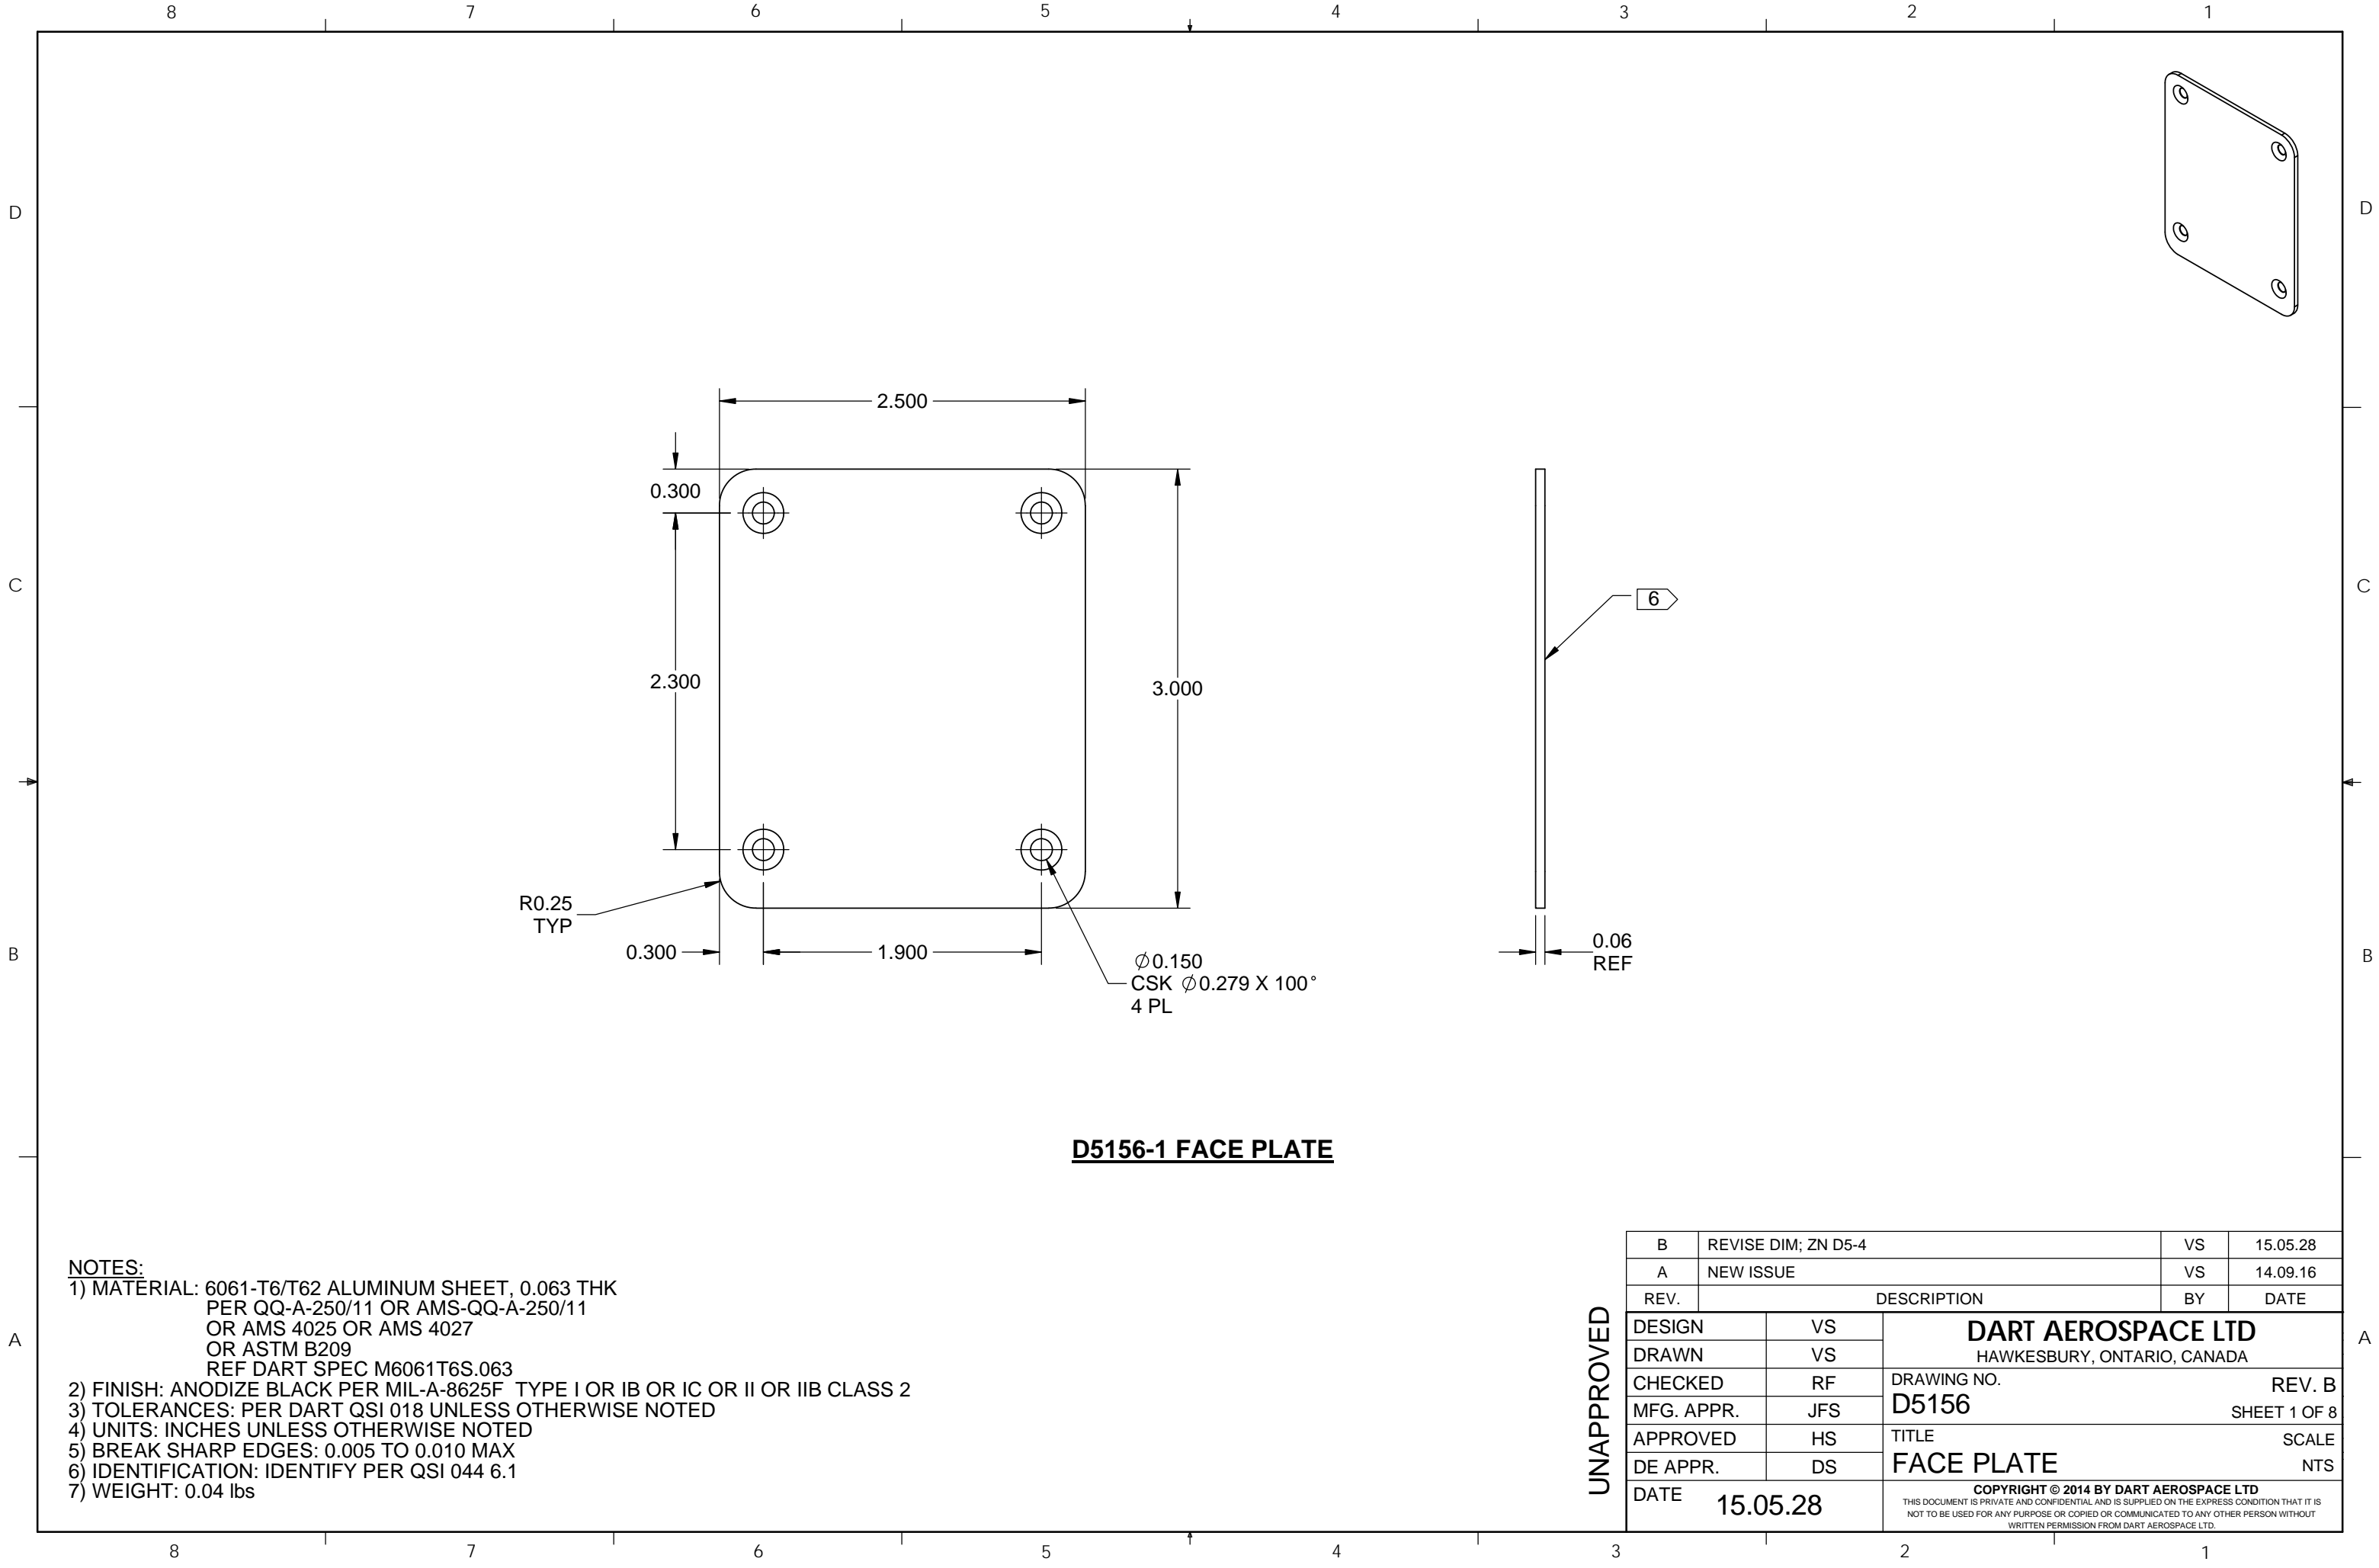 8 7 6 5 4 3 2 1
D D
2.500
0.300
C C
6
2.300
3.000
R0.25
TYP
0.300
1.900
B B
0.06
REF
∅0.150
CSK ∅0.279 X 100°
4 PL
D5156-1 FACE PLATE
NOTES:
1) MATERIAL: 6061-T6/T62 ALUMINUM SHEET, 0.063 THK
PER QQ-A-250/11 OR AMS-QQ-A-250/11
OR AMS 4025 OR AMS 4027
OR ASTM B209
REF DART SPEC M6061T6S.063
2) FINISH: ANODIZE BLACK PER MIL-A-8625F TYPE I OR IB OR IC OR II OR IIB CLASS 2
3) TOLERANCES: PER DART QSI 018 UNLESS OTHERWISE NOTED
4) UNITS: INCHES UNLESS OTHERWISE NOTED
5) BREAK SHARP EDGES: 0.005 TO 0.010 MAX
6) IDENTIFICATION: IDENTIFY PER QSI 044 6.1
7) WEIGHT: 0.04 lbs
A A
UNAPPROVED
B REVISE DIM; ZN D5-4 VS 15.05.28
A NEW ISSUE VS 14.09.16
REV. DESCRIPTION BY DATE
DESIGN VS
DRAWN VS
CHECKED RF
MFG. APPR. JFS
APPROVED HS
DE APPR. DS
DATE 15.05.28
DART AEROSPACE LTD
HAWKESBURY, ONTARIO, CANADA
DRAWING NO. REV. B
D5156 SHEET 1 OF 8
TITLE SCALE
FACE PLATE NTS
COPYRIGHT © 2014 BY DART AEROSPACE LTD
THIS DOCUMENT IS PRIVATE AND CONFIDENTIAL AND IS SUPPLIED ON THE EXPRESS CONDITION THAT IT IS
NOT TO BE USED FOR ANY PURPOSE OR COPIED OR COMMUNICATED TO ANY OTHER PERSON WITHOUT
WRITTEN PERMISSION FROM DART AEROSPACE LTD.
8 7 6 5 4 3 2 1